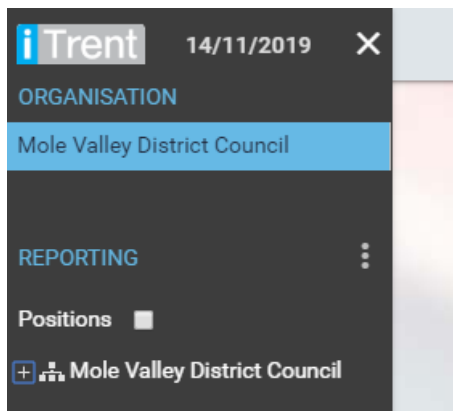 iTrent 14/11/2019
ORGANISATION
Mole Valley District Council
REPORTING
Positions
Mole Valley District Council